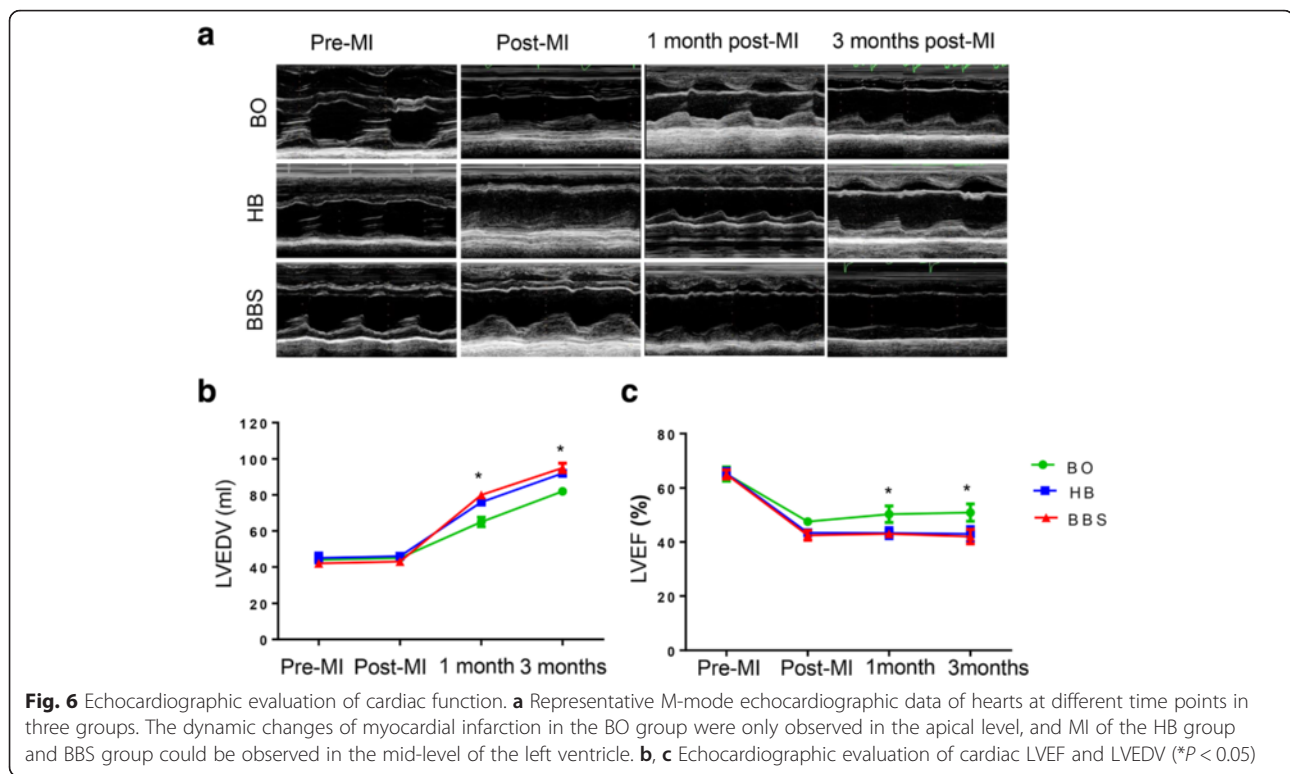 a
Pre-MI Post-MI 1 month post-MI 3 months post-MI
BO
HB
BBS
b
LVEDV (ml)
120
100
80
60
40
20
0
Pre-MI Post-MI 1 month 3 months
* *
c
LVEF (%)
80
60
40
20
0
Pre-MI Post-MI 1month 3months
* *
BO
HB
BBS
Fig. 6 Echocardiographic evaluation of cardiac function. a Representative M-mode echocardiographic data of hearts at different time points in
three groups. The dynamic changes of myocardial infarction in the BO group were only observed in the apical level, and MI of the HB group
and BBS group could be observed in the mid-level of the left ventricle. b, c Echocardiographic evaluation of cardiac LVEF and LVEDV (*P < 0.05)